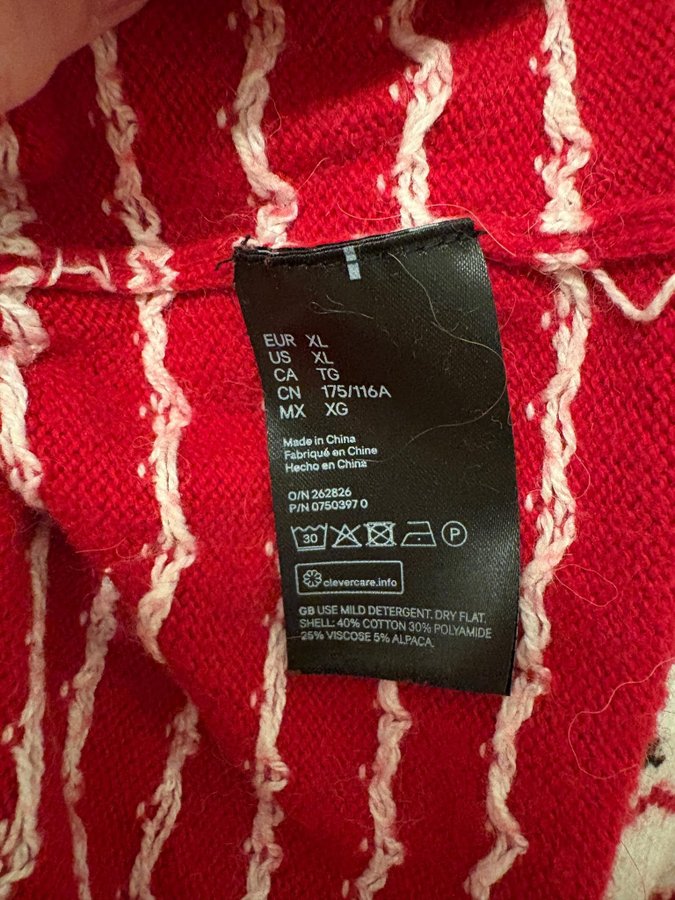 EUR XL
US XL
CA TG
CN 175/116A
MX XG
Made in China
Fabriqué en Chine
Hecho en China
O/N 262826
P/N 0750397 0
30 P
clevercare.info
GB USE MILD DETERGENT. DRY FLAT.
SHELL: 40% COTTON 30% POLYAMIDE
25% VISCOSE 5% ALPACA.